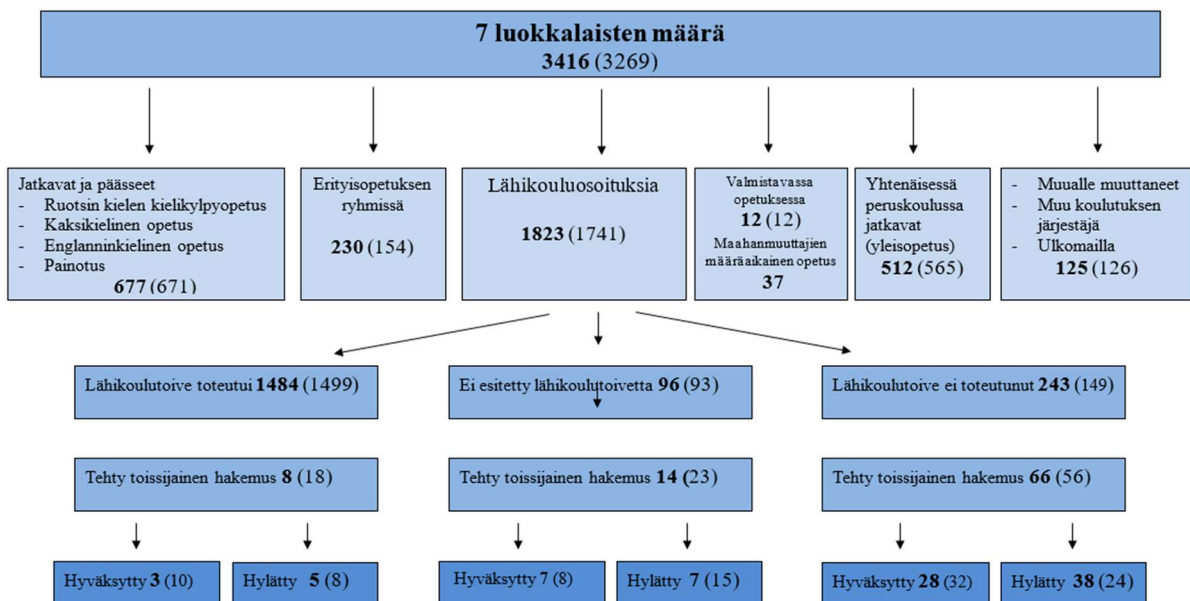 7 luokkalaisten määrä
3416 (3269)
Jatkavat ja päässeet
- Ruotsin kielen kielikylpyopetus
- Kaksikielinen opetus
- Englanninkielinen opetus
- Painotus
677 (671)
Erityisopetuksen
ryhmissä
230 (154)
Lähikouluosoituksia
1823 (1741)
Valmistavassa
opetuksessa
12 (12)
Maahanmuuttajien
määräaikainen opetus
37
Yhtenäisessä
peruskoulussa
jatkavat
(yleisopetus)
512 (565)
- Muualle muuttaneet
- Muu koulutuksen
järjestäjä
- Ulkomailla
125 (126)
Lähikoulutoive toteutui 1484 (1499)
Ei esitetty lähikoulutoivetta 96 (93)
Lähikoulutoive ei toteutunut 243 (149)
Tehty toissijainen hakemus 8 (18)
Tehty toissijainen hakemus 14 (23)
Tehty toissijainen hakemus 66 (56)
Hyväksytty 3 (10)
Hylätty 5 (8)
Hyväksytty 7 (8)
Hylätty 7 (15)
Hyväksytty 28 (32)
Hylätty 38 (24)